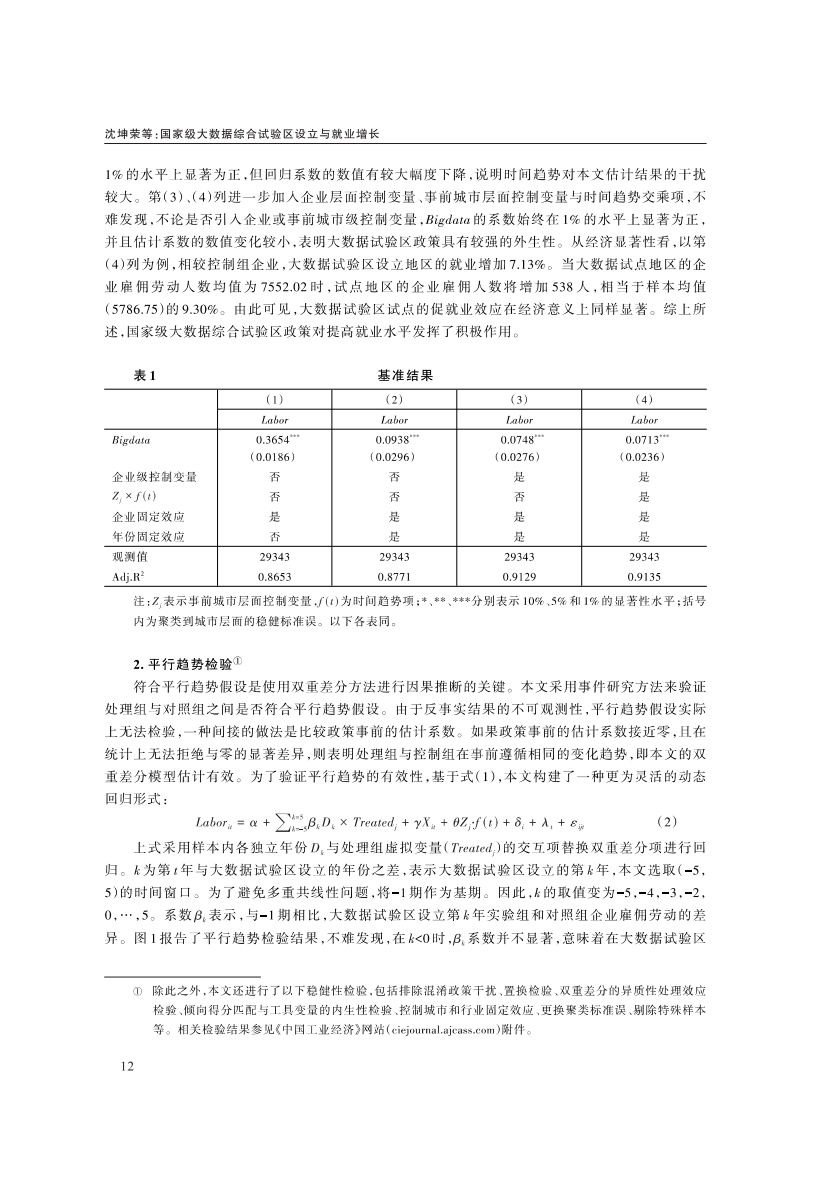 沈坤荣等:国家级大数据综合试验区设立与就业增长
1%的水平上显著为正,但回归系数的数值有较大幅度下降,说明时间趋势对本文估计结果的干扰
较大。第(3)、(4)列进一步加入企业层面控制变量、事前城市层面控制变量与时间趋势交乘项,不
难发现,不论是否引入企业或事前城市级控制变量,Bigdata的系数始终在1%的水平上显著为正,
并且估计系数的数值变化较小,表明大数据试验区政策具有较强的外生性。从经济显著性看,以第
(4)列为例,相较控制组企业,大数据试验区设立地区的就业增加7.13%。当大数据试点地区的企
业雇佣劳动人数均值为7552.02时,试点地区的企业雇佣人数将增加538人,相当于样本均值
(5786.75)的9.30%。由此可见,大数据试验区试点的促就业效应在经济意义上同样显著。综上所
述,国家级大数据综合试验区政策对提高就业水平发挥了积极作用。
表1 基准结果
(1) (2) (3) (4)
Labor Labor Labor Labor
Bigdata 0.3654*** 0.0938*** 0.0748*** 0.0713***
(0.0186) (0.0296) (0.0276) (0.0236)
企业级控制变量 否 否 是 是
Zj×f(t) 否 否 否 是
企业固定效应 是 是 是 是
年份固定效应 否 是 是 是
观测值 29343 29343 29343 29343
Adj.R² 0.8653 0.8771 0.9129 0.9135
注:Zj表示事前城市层面控制变量,f(t)为时间趋势项;*、**、***分别表示10%、5%和1%的显著性水平;括号
内为聚类到城市层面的稳健标准误。以下各表同。
2. 平行趋势检验①
符合平行趋势假设是使用双重差分方法进行因果推断的关键。本文采用事件研究方法来验证
处理组与对照组之间是否符合平行趋势假设。由于反事实结果的不可观测性,平行趋势假设实际
上无法检验,一种间接的做法是比较政策事前的估计系数。如果政策事前的估计系数接近零,且在
统计上无法拒绝与零的显著差异,则表明处理组与控制组在事前遵循相同的变化趋势,即本文的双
重差分模型估计有效。为了验证平行趋势的有效性,基于式(1),本文构建了一种更为灵活的动态
回归形式:
Laborit = α + ∑k=-5k=5 βkDk × Treatedj + γXit + θZj·f(t) + δi + λt + εijt (2)
上式采用样本内各独立年份Dk与处理组虚拟变量(Treatedj)的交互项替换双重差分项进行回
归。k为第t年与大数据试验区设立的年份之差,表示大数据试验区设立的第k年,本文选取(-5,
5)的时间窗口。为了避免多重共线性问题,将-1期作为基期。因此,k的取值变为-5,-4,-3,-2,
0,…,5。系数βk表示,与-1期相比,大数据试验区设立第k年实验组和对照组企业雇佣劳动的差
异。图1报告了平行趋势检验结果,不难发现,在k<0时,βk系数并不显著,意味着在大数据试验区
① 除此之外,本文还进行了以下稳健性检验,包括排除混淆政策干扰、置换检验、双重差分的异质性处理效应
检验、倾向得分匹配与工具变量的内生性检验、控制城市和行业固定效应、更换聚类标准误、剔除特殊样本
等。相关检验结果参见《中国工业经济》网站(ciejournal.ajcass.com)附件。
12